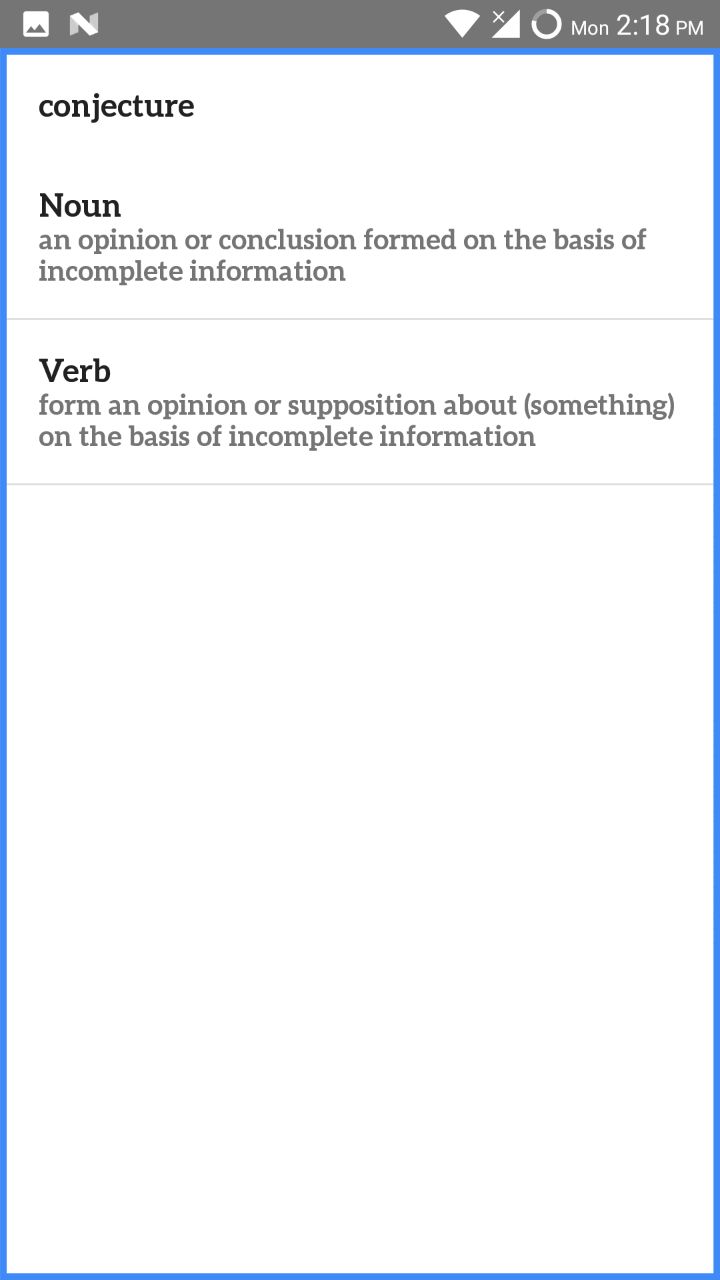 Mon 2:18 PM
conjecture
Noun
an opinion or conclusion formed on the basis of
incomplete information
Verb
form an opinion or supposition about (something)
on the basis of incomplete information